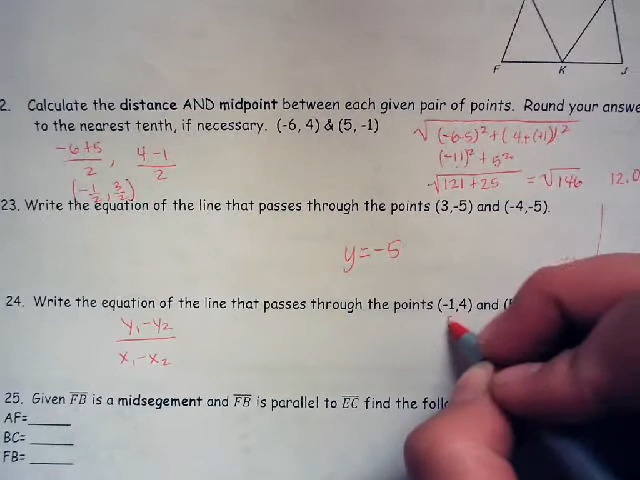 F K J
2. Calculate the distance AND midpoint between each given pair of points. Round your answe
to the nearest tenth, if necessary. (-6, 4) & (5, -1)
-6+5/2, 4-1/2
(-1/2, 3/2)
√(-6-5)² + (4+(+1))²
(-11)² + 5²
√121+25 = √146 12.0
23. Write the equation of the line that passes through the points (3,-5) and (-4,-5).
y=-5
24. Write the equation of the line that passes through the points (-1,4) and (
y₁-y₂
x₁-x₂
25. Given FB is a midsegement and FB is parallel to EC find the foll
AF=
BC=
FB=